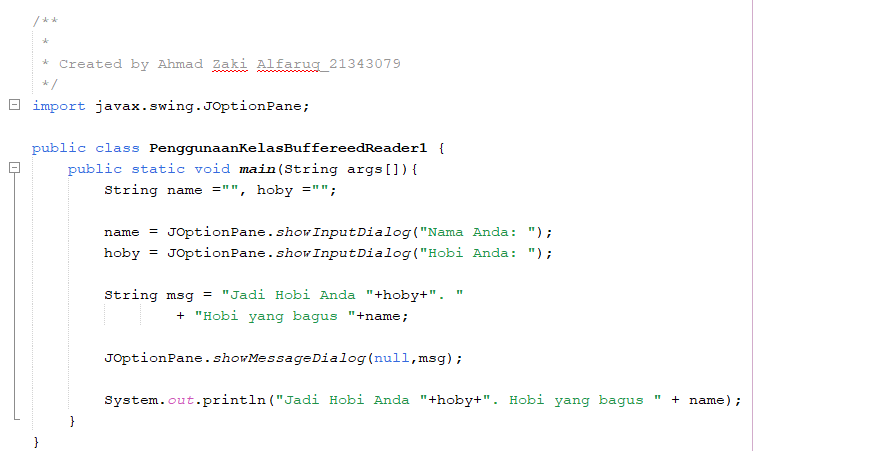 /**
 *
 * Created by Ahmad Zaki Alfarug_21343079
 */
import javax.swing.JOptionPane;
public class PenggunaanKelasBuffereedReader1 {
    public static void main(String args[]){
        String name ="", hoby ="";
        name = JOptionPane.showInputDialog("Nama Anda: ");
        hoby = JOptionPane.showInputDialog("Hobi Anda: ");
        String msg = "Jadi Hobi Anda "+hoby+". "
                + "Hobi yang bagus "+name;
        JOptionPane.showMessageDialog(null,msg);
        System.out.println("Jadi Hobi Anda "+hoby+". Hobi yang bagus " + name);
    }
}